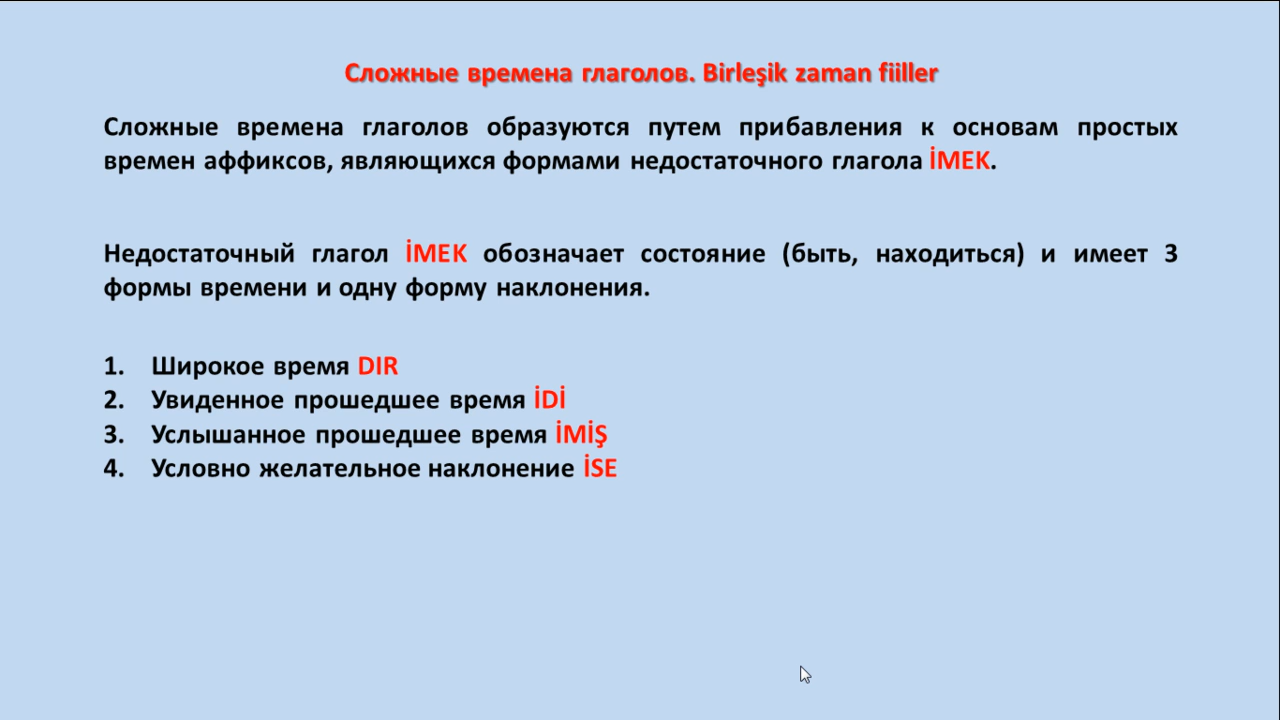 Сложные времена глаголов. Birleşik zaman fiiller
Сложные времена глаголов образуются путем прибавления к основам простых
времен аффиксов, являющихся формами недостаточного глагола İMEK.
Недостаточный глагол İMEK обозначает состояние (быть, находиться) и имеет 3
формы времени и одну форму наклонения.
1. Широкое время DIR
2. Увиденное прошедшее время İDİ
3. Услышанное прошедшее время İMİŞ
4. Условно желательное наклонение İSE